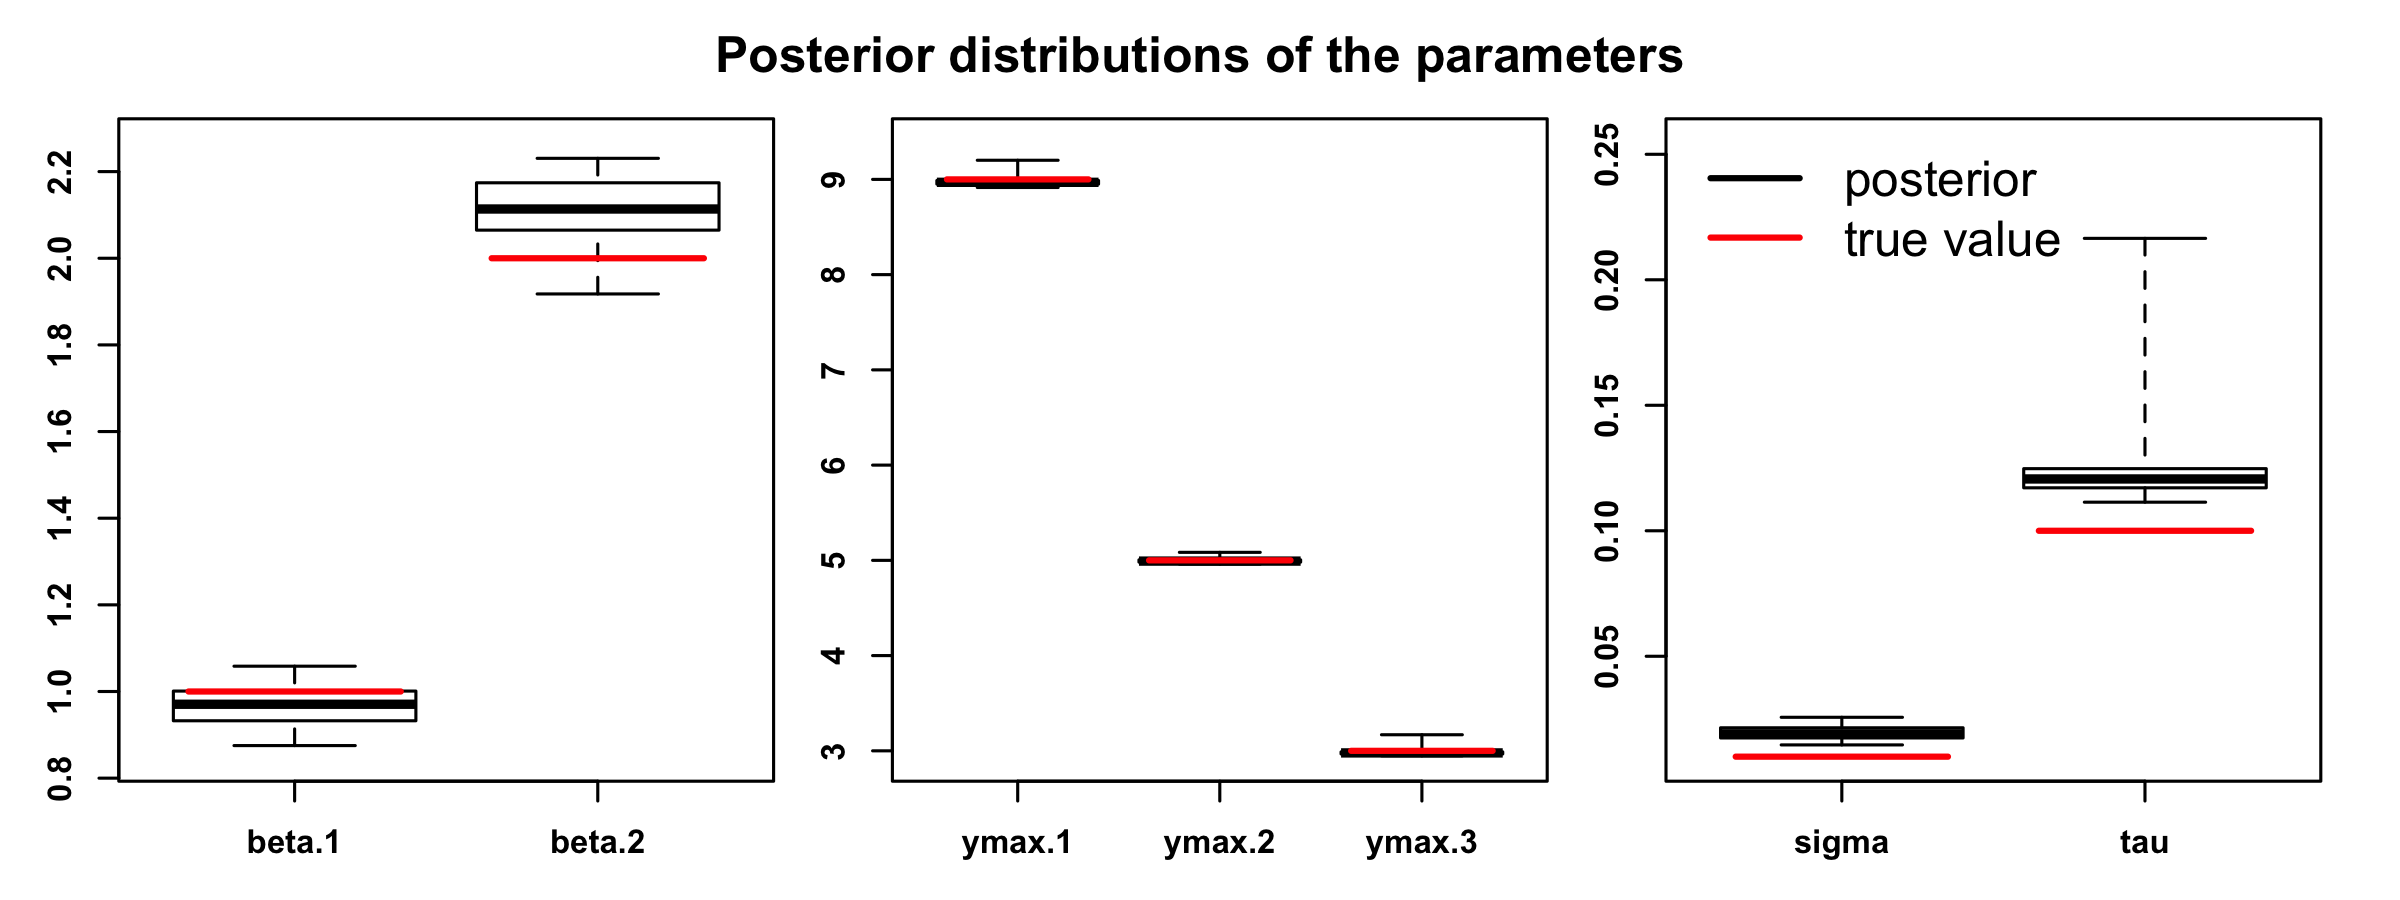 Posterior distributions of the parameters
2.2
2.0
1.8
1.6
1.4
1.2
1.0
0.8
beta.1
beta.2
9
8
7
6
5
4
3
ymax.1
ymax.2
ymax.3
0.25
0.20
0.15
0.10
0.05
posterior
true value
sigma
tau